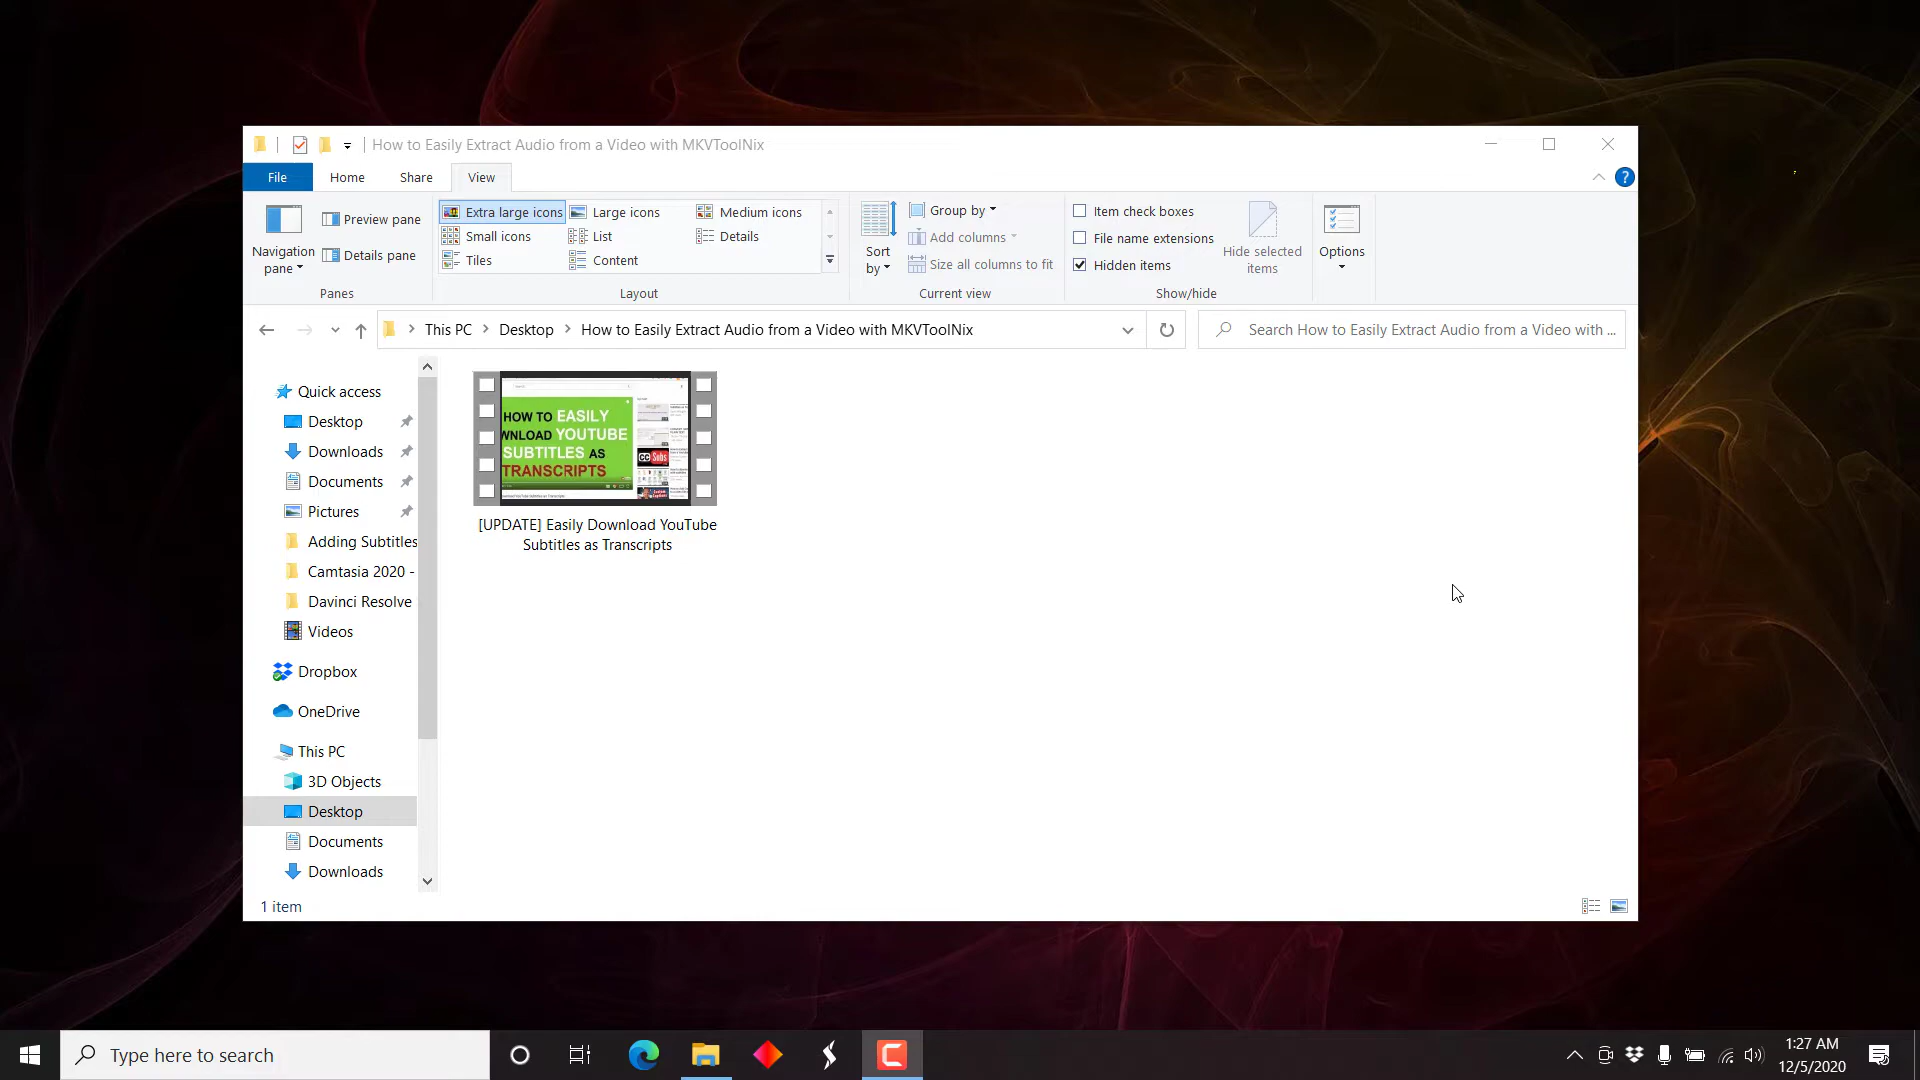 How to Easily Extract Audio from a Video with MKVToolNix
File Home Share View
Navigation pane
Preview pane
Details pane
Panes
Extra large icons Large icons Medium icons
Small icons List Details
Tiles Content
Layout
Sort by
Group by
Add columns
Size all columns to fit
Current view
Item check boxes
File name extensions
Hidden items
Hide selected items
Show/hide
Options
This PC Desktop How to Easily Extract Audio from a Video with MKVToolNix
Search How to Easily Extract Audio from a Video with ...
Quick access
Desktop
Downloads
Documents
Pictures
Adding Subtitles
Camtasia 2020 -
Davinci Resolve
Videos
Dropbox
OneDrive
This PC
3D Objects
Desktop
Documents
Downloads
HOW TO EASILY
WNLOAD YOUTUBE
SUBTITLES AS
TRANSCRIPTS
CC Subs
[UPDATE] Easily Download YouTube
Subtitles as Transcripts
1 item
Type here to search
1:27 AM
12/5/2020